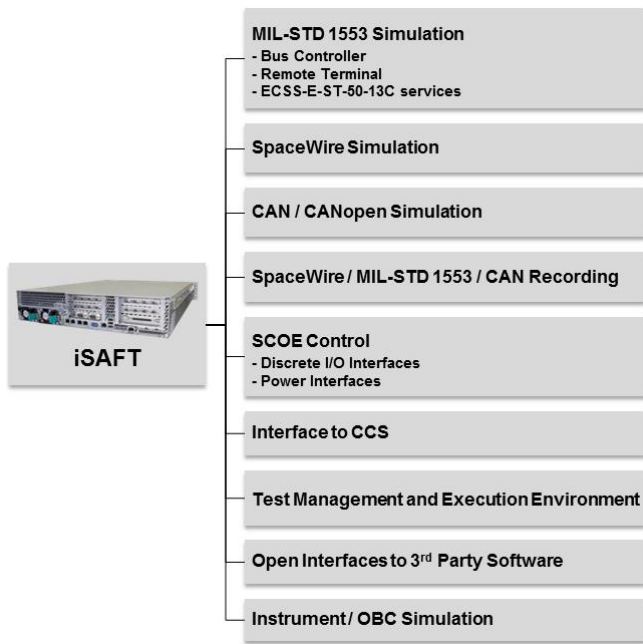 MIL-STD 1553 Simulation
- Bus Controller
- Remote Terminal
- ECSS-E-ST-50-13C services
SpaceWire Simulation
CAN / CANopen Simulation
SpaceWire / MIL-STD 1553 / CAN Recording
iSAFT
SCOE Control
- Discrete I/O Interfaces
- Power Interfaces
Interface to CCS
Test Management and Execution Environment
Open Interfaces to 3rd Party Software
Instrument / OBC Simulation